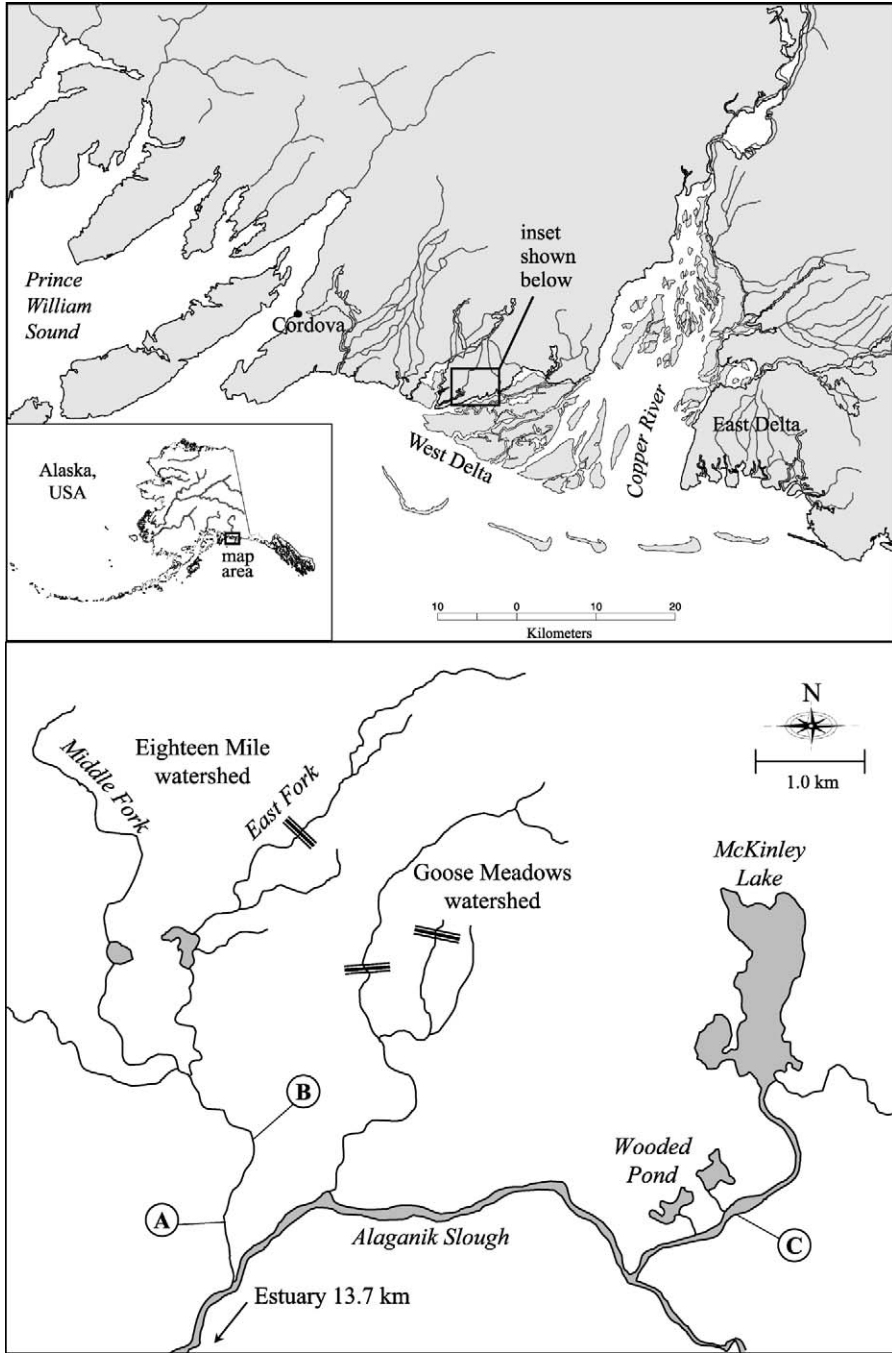 inset
shown
below
Prince
William
Sound
Cordova
Copper River
East Delta
West Delta
Alaska,
USA
map
area
10 0 10 20
Kilometers
N
1.0 km
Middle Fork
Eighteen Mile
watershed
East Fork
Goose Meadows
watershed
McKinley
Lake
B
Wooded
Pond
A
C
Alaganik Slough
Estuary 13.7 km